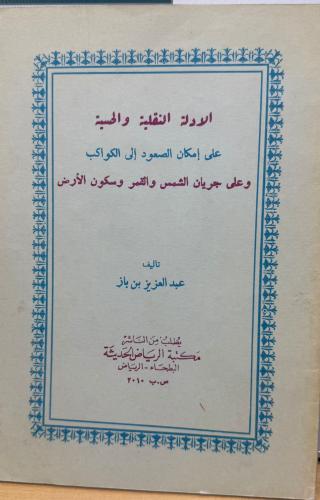 الادلة النقلية والحسية
على إمكان الصعود إلى الكواكب
وعلى جريان الشمس والقمر وسكون الأرض
تأليف
عبد العزيز بن باز
يطلب من الناشر
مكتبة الرياض الحديثة
البطحاء - الرياض
ص.ب ٢٠١٠